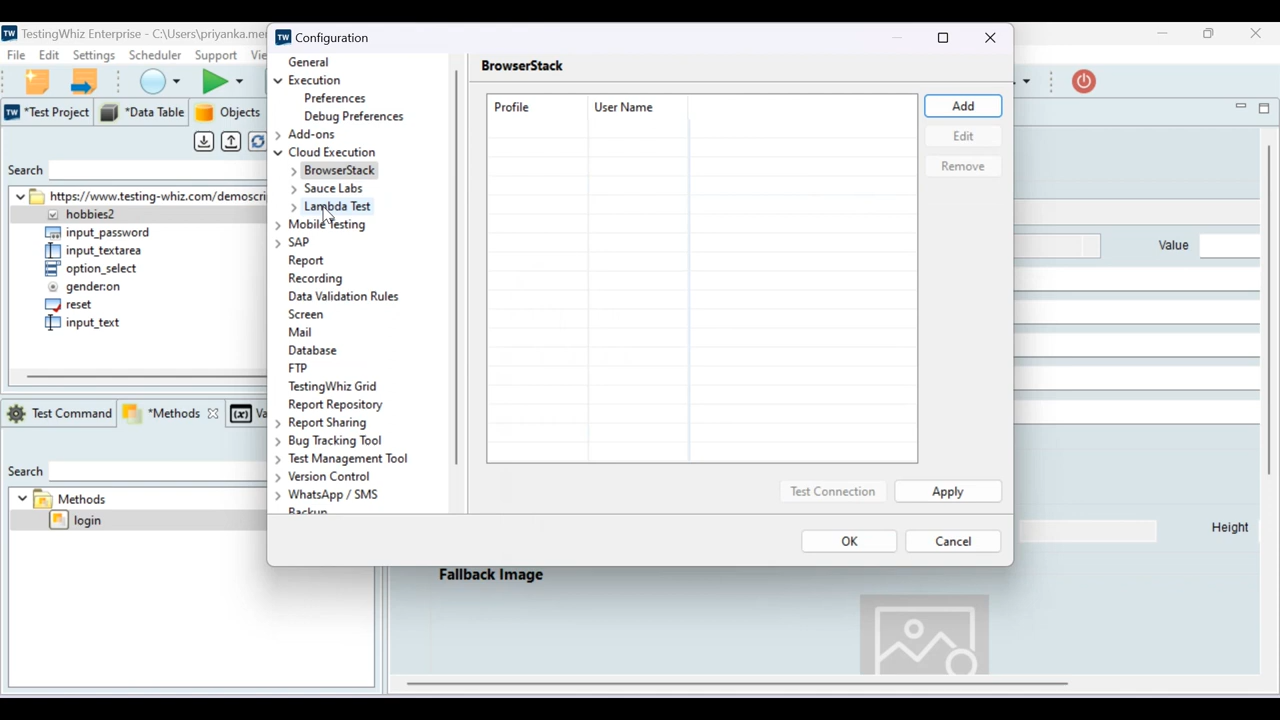 TW TestingWhiz Enterprise - C:\Users\priyanka.me
File Edit Settings Scheduler Support
*Test Project *Data Table Objects
Search
https://www.testing-whiz.com/demoscri
hobbies2
input_password
input_textarea
option_select
gender:on
reset
input_text
Test Command *Methods
Search
Methods
login
TW Configuration
General
Execution
Preferences
Debug Preferences
Add-ons
Cloud Execution
BrowserStack
Sauce Labs
Lambda Test
Mobile Testing
SAP
Report
Recording
Data Validation Rules
Screen
Mail
Database
FTP
TestingWhiz Grid
Report Repository
Report Sharing
Bug Tracking Tool
Test Management Tool
Version Control
WhatsApp / SMS
Backup
BrowserStack
Profile User Name
Add
Edit
Remove
Test Connection Apply
OK Cancel
Value
Height
Fallback Image